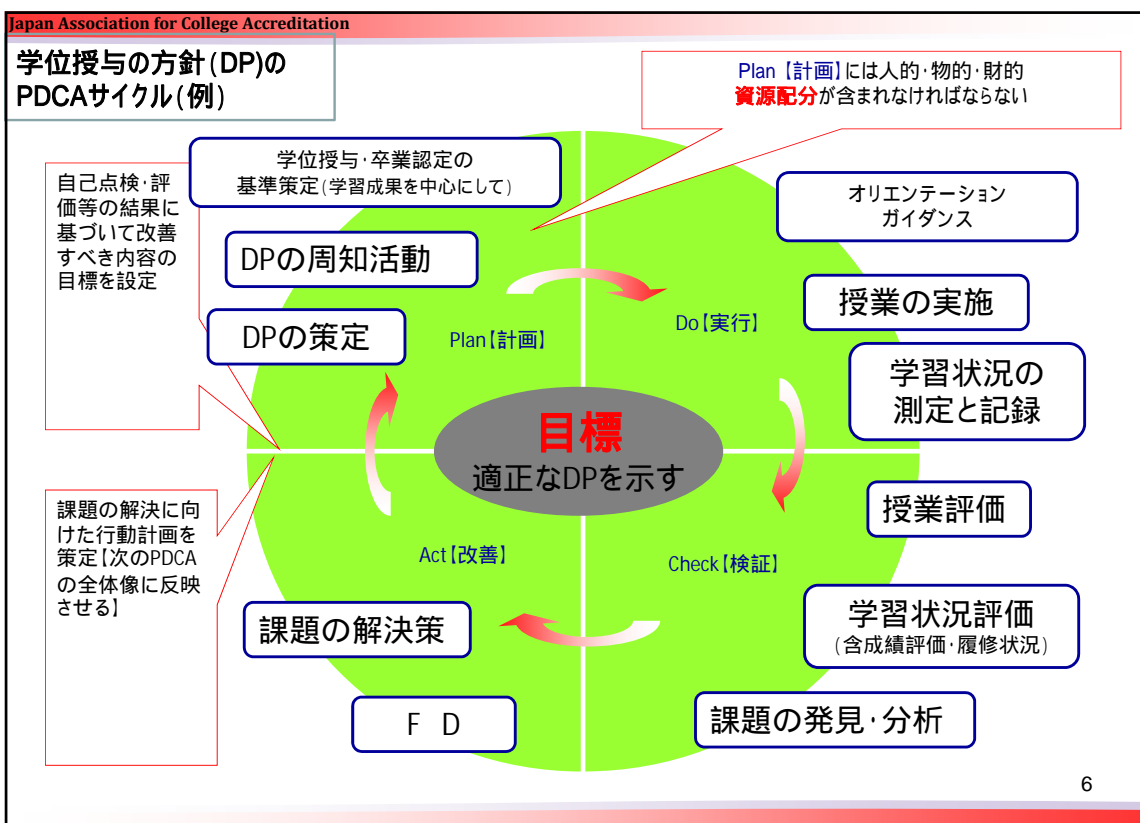 Japan Association for College Accreditation
学位授与の方針(DP)の
PDCAサイクル(例)
Plan【計画】には人的･物的･財的
資源配分が含まれなければならない
自己点検･評
価等の結果に
基づいて改善
すべき内容の
目標を設定
学位授与･卒業認定の
基準策定(学習成果を中心にして)
DPの周知活動
DPの策定
Plan【計画】
オリエンテーション
ガイダンス
授業の実施
Do【実行】
学習状況の
測定と記録
目標
適正なDPを示す
授業評価
Check【検証】
学習状況評価
(含成績評価･履修状況)
課題の発見･分析
課題の解決に向
けた行動計画を
策定【次のPDCA
の全体像に反映
させる】
Act【改善】
課題の解決策
F D
6